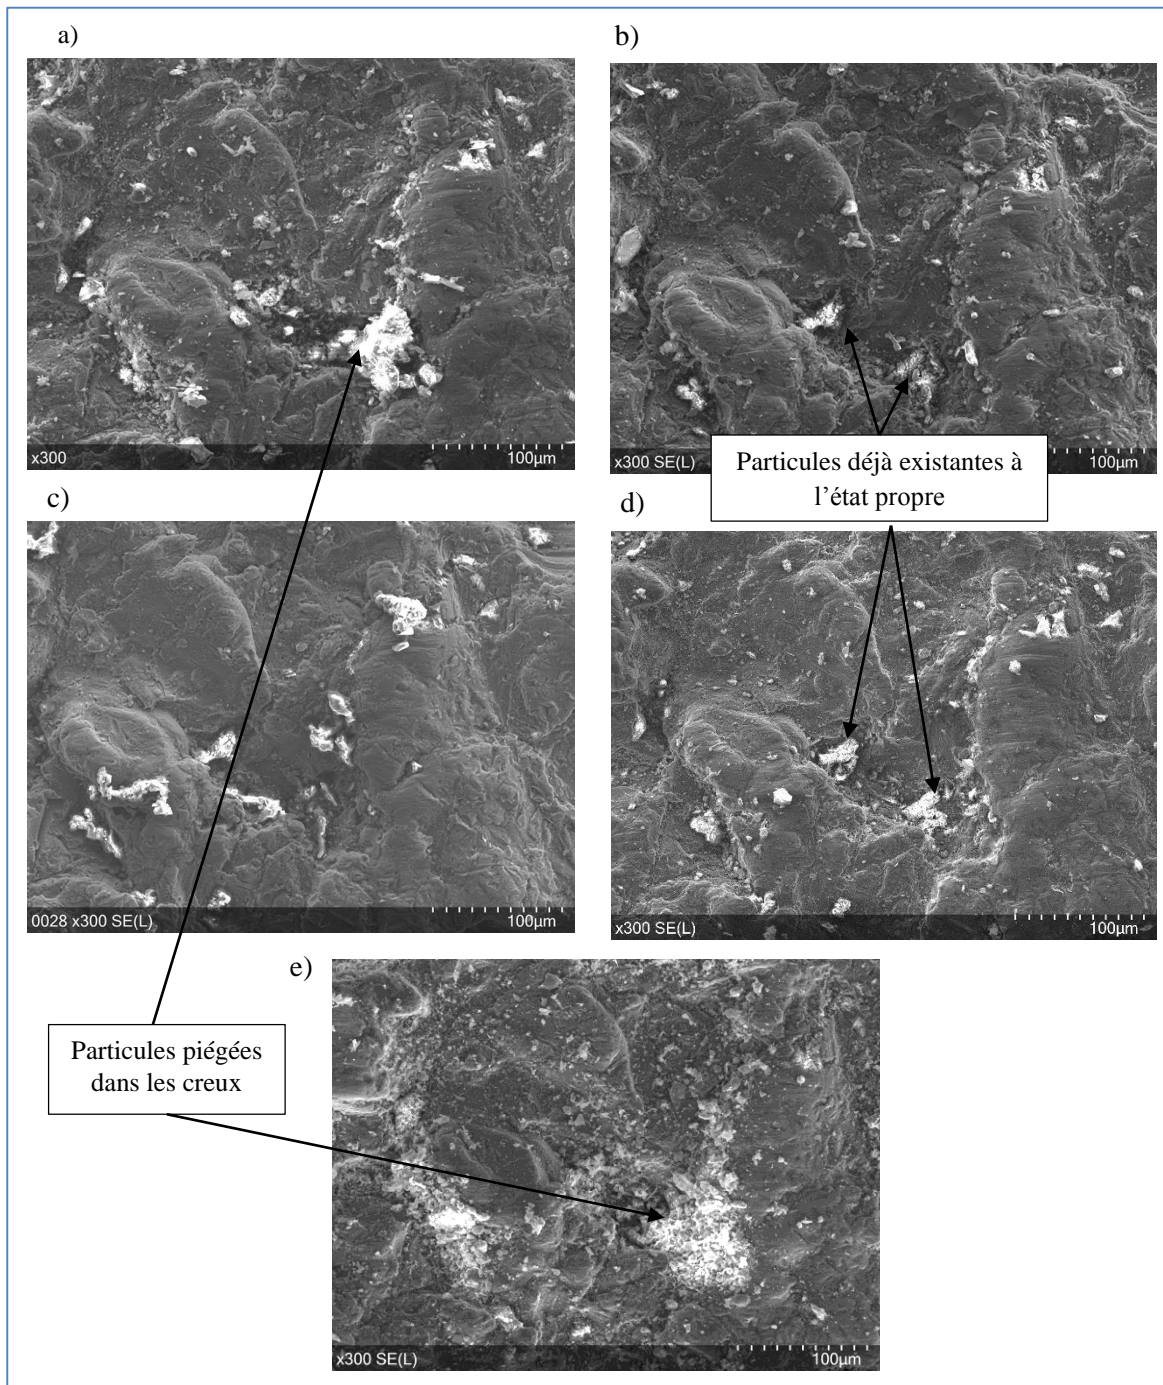 a)
b)
x300
100µm
x300 SE(L)
100µm
Particules déjà existantes à
l'état propre
c)
d)
0028 x300 SE(L)
100µm
x300 SE(L)
100µm
e)
Particules piégées
dans les creux
x300 SE(L)
100µm